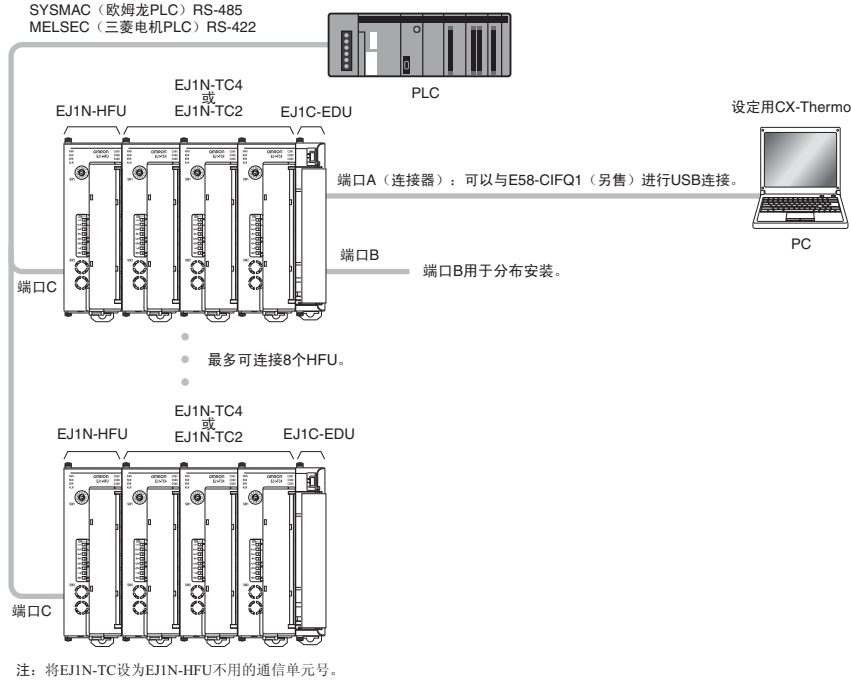 SYSMAC（欧姆龙PLC）RS-485
MELSEC（三菱电机PLC）RS-422
PLC
EJ1N-HFU
EJ1N-TC4
或
EJ1N-TC2
EJ1C-EDU
设定用CX-Thermo
端口A（连接器）：可以与E58-CIFQ1（另售）进行USB连接。
PC
端口B
端口B用于分布安装。
端口C
最多可连接8个HFU。
EJ1N-HFU
EJ1N-TC4
或
EJ1N-TC2
EJ1C-EDU
端口C
注：将EJ1N-TC设为EJ1N-HFU不用的通信单元号。